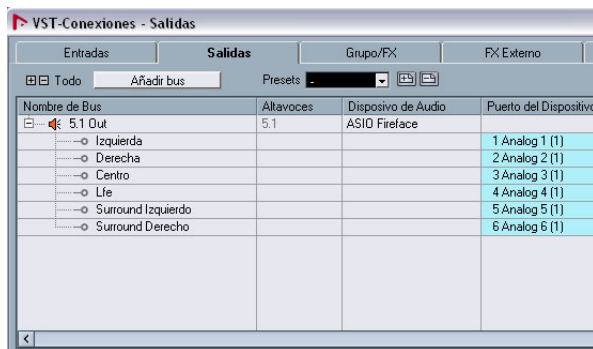 VST-Conexiones - Salidas
Entradas Salidas Grupo/FX FX Externo
Todo Añadir bus Presets -
Nombre de Bus Altavoces Disposivo de Audio Puerto del Dispositivo
5.1 Out 5.1 ASIO Fireface
Izquierda 1 Analog 1 (1)
Derecha 2 Analog 2 (1)
Centro 3 Analog 3 (1)
Lfe 4 Analog 4 (1)
Surround Izquierdo 5 Analog 5 (1)
Surround Derecho 6 Analog 6 (1)